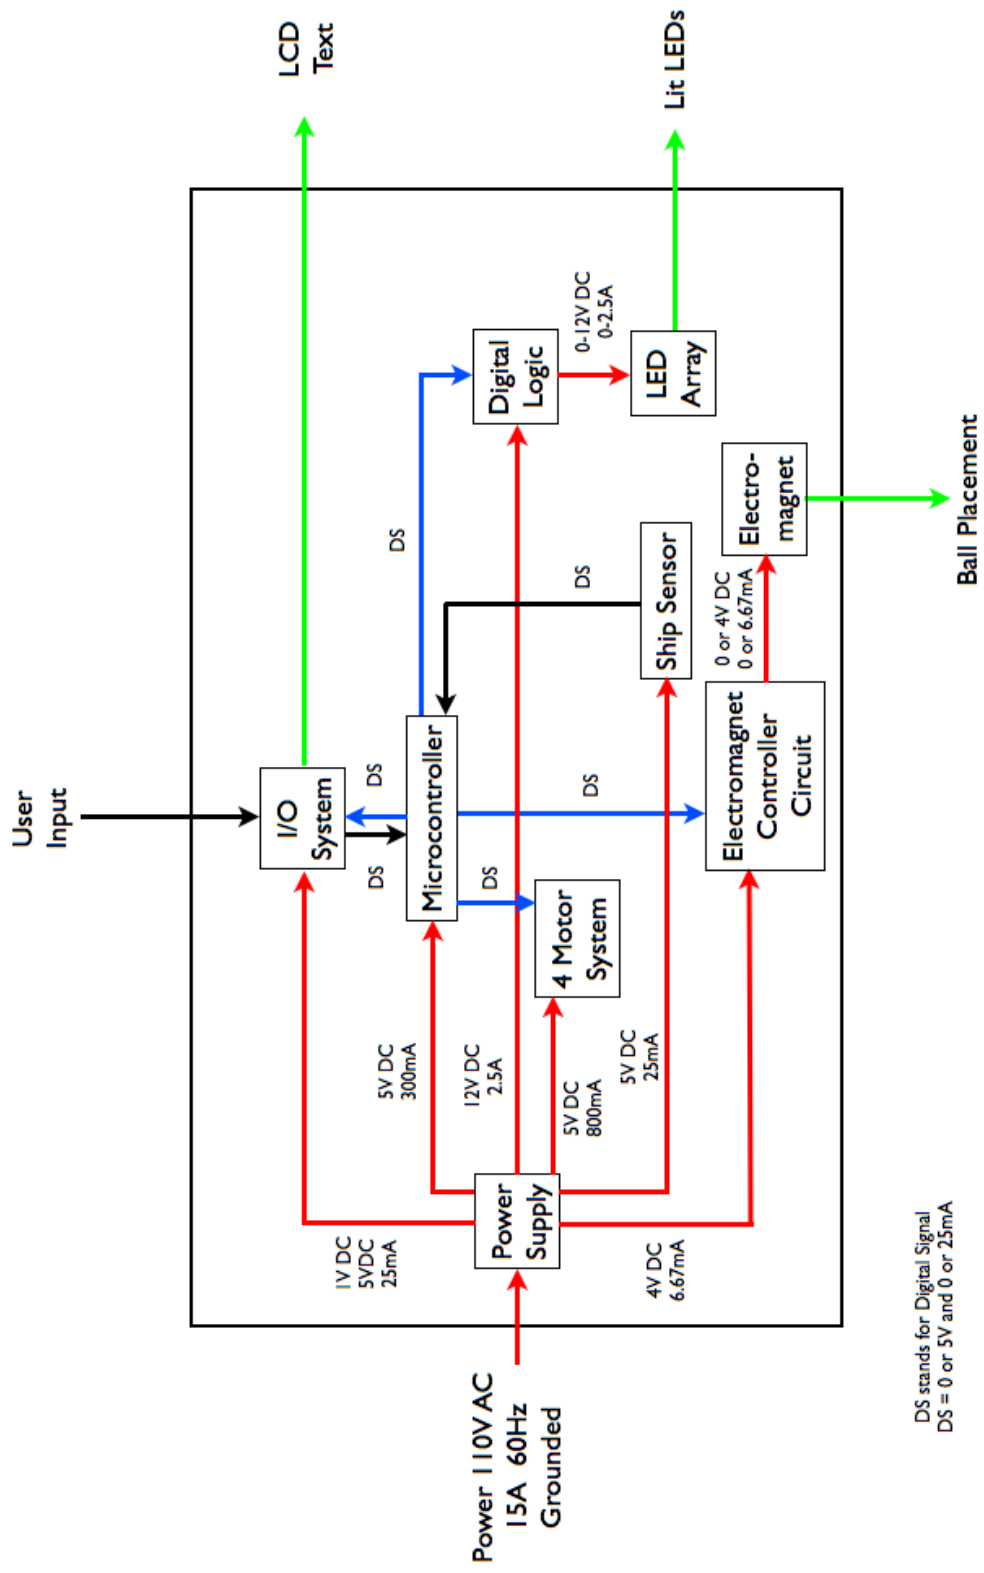 User
Input
LCD
Text
I/O
System
DS
DS
Microcontroller
DS
DS
DS
DS
Digital
Logic
0-12V DC
0-2.5A
LED
Array
Lit LEDs
Ship Sensor
Electro-
magnet
0 or 4V DC
0 or 6.67mA
Electromagnet
Controller
Circuit
4 Motor
System
1V DC
5VDC
25mA
5V DC
300mA
12V DC
2.5A
5V DC
800mA
5V DC
25mA
4V DC
6.67mA
Power
Supply
Power 110V AC
15A 60Hz
Grounded
Ball Placement
DS stands for Digital Signal
DS = 0 or 5V and 0 or 25mA